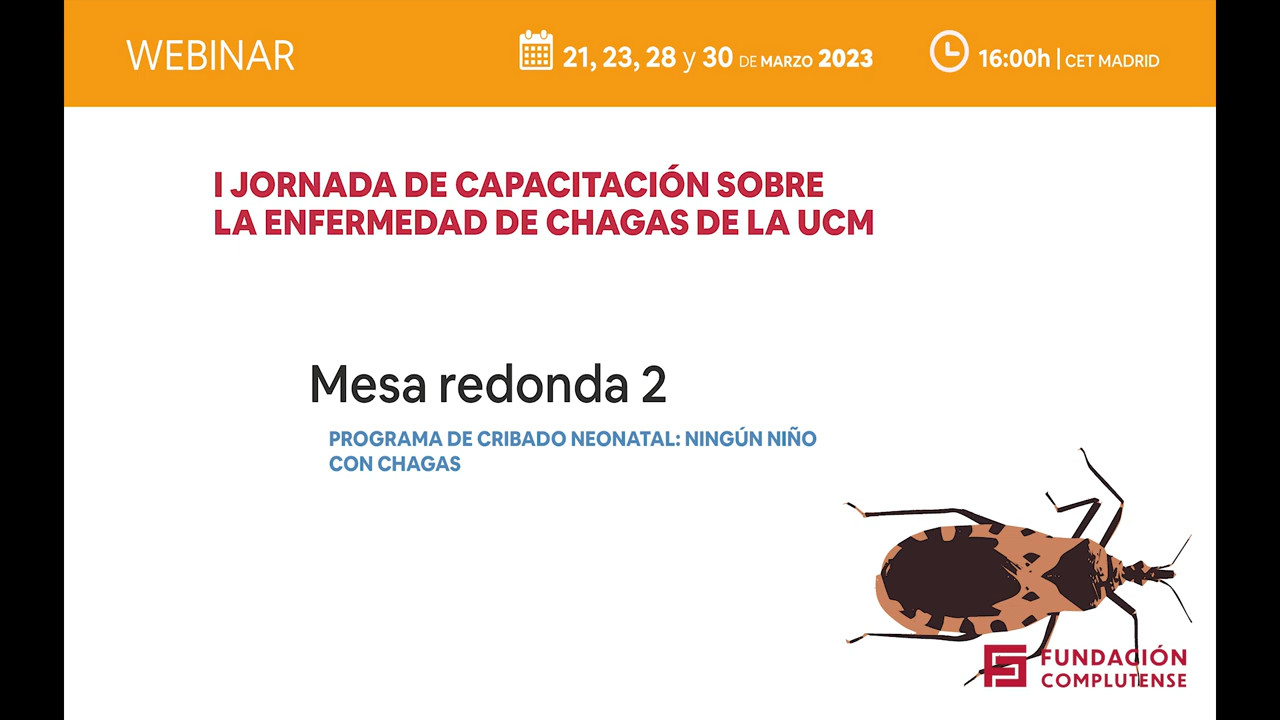 WEBINAR
21, 23, 28 y 30 DE MARZO 2023
16:00h | CET MADRID
I JORNADA DE CAPACITACIÓN SOBRE
LA ENFERMEDAD DE CHAGAS DE LA UCM
Mesa redonda 2
PROGRAMA DE CRIBADO NEONATAL: NINGÚN NIÑO
CON CHAGAS
FUNDACIÓN
COMPLUTENSE